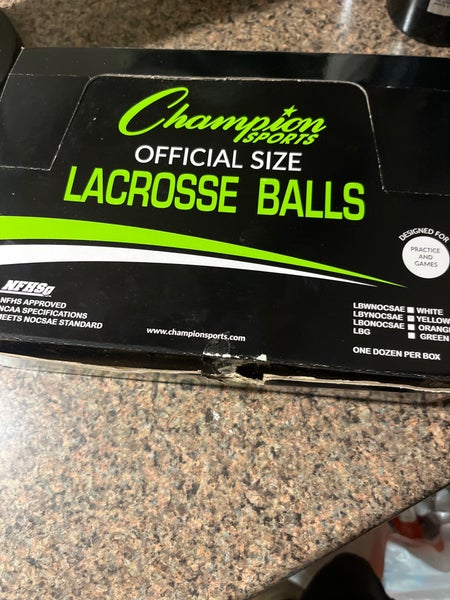 Champion
SPORTS
OFFICIAL SIZE
LACROSSE BALLS
DESIGNED FOR
PRACTICE
AND
GAMES
NFHS
NFHS APPROVED
NCAA SPECIFICATIONS
MEETS NOCSAE STANDARD
www.championsports.com
LBWNOCSAE WHITE
LBYNOCSAE YELLOW
LBONOCSAE ORANGE
LBG GREEN
ONE DOZEN PER BOX